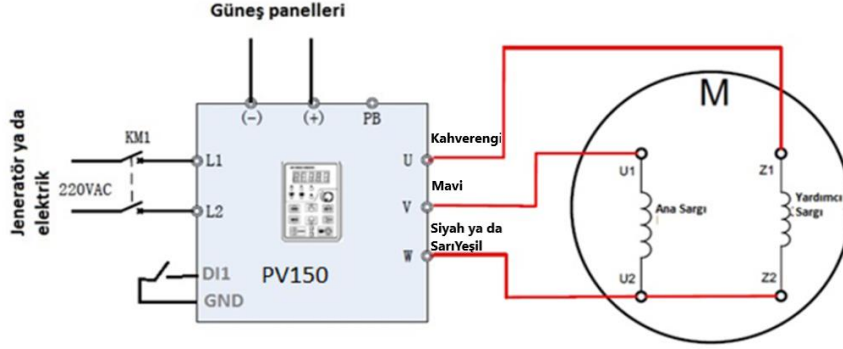 Güneş panelleri
(-)
(+)
PB
Jeneratör ya da
elektrik
KM1
220VAC
L1
L2
DI1
GND
PV150
U
V
W
Kahverengi
Mavi
Siyah ya da
SarıYeşil
M
U1
Z1
Ana Sargı
Yardımcı
Sargı
U2
Z2